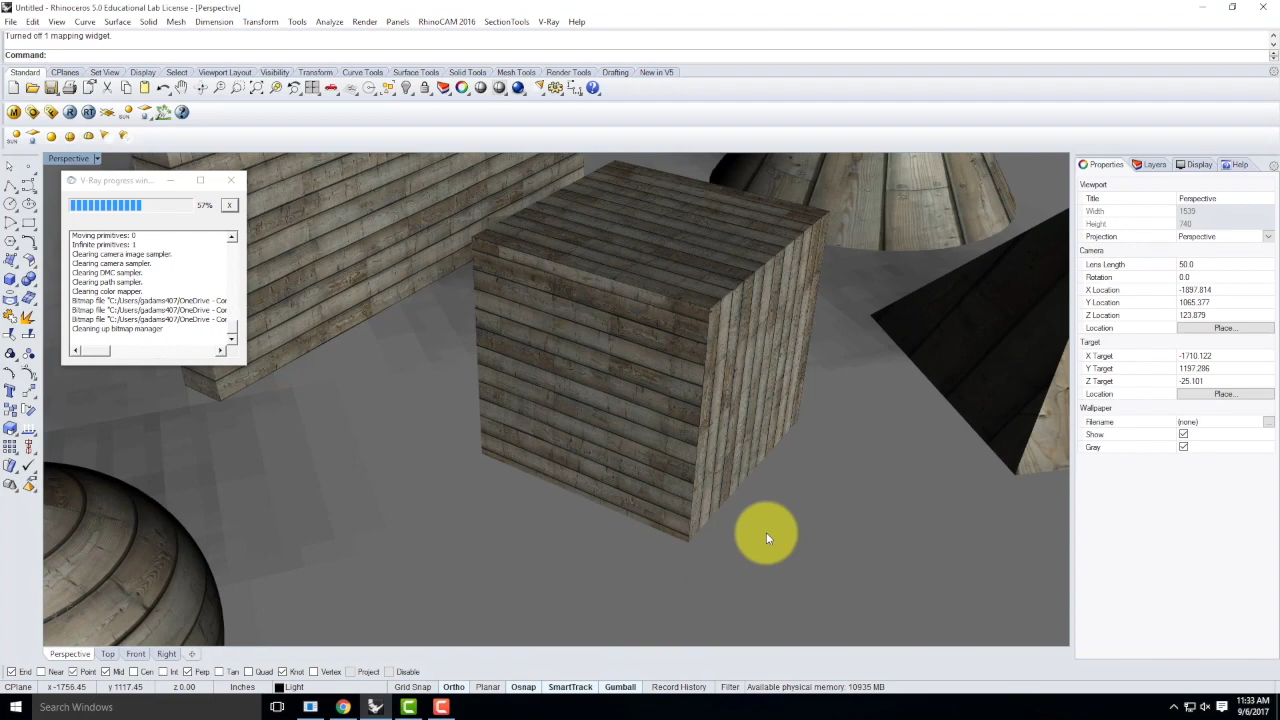 Untitled - Rhinoceros 5.0 Educational Lab License - [Perspective]
File Edit View Curve Surface Solid Mesh Dimension Transform Tools Analyze Render Panels RhinoCAM 2016 SectionTools V-Ray Help
Turned off 1 mapping widget.
Command:
Standard CPlanes Set View Display Select Viewport Layout Visibility Transform Curve Tools Surface Tools Solid Tools Mesh Tools Render Tools Drafting New in V5
M R RT SUN
SUN
Perspective
V-Ray progress win...
57% X
Moving primitives: 0
Infinite primitives: 1
Clearing camera image sampler.
Clearing camera sampler.
Clearing DMC sampler.
Clearing path sampler.
Clearing color mapper.
Bitmap file "C:/Users/gadams407/OneDrive - Cor
Bitmap file "C:/Users/gadams407/OneDrive - Cor
Bitmap file "C:/Users/gadams407/OneDrive - Cor
Cleaning up bitmap manager
Properties Layers Display Help
Viewport
Title Perspective
Width 1539
Height 740
Projection Perspective
Camera
Lens Length 50.0
Rotation 0.0
X Location -1897.814
Y Location 1065.377
Z Location 123.879
Location Place...
Target
X Target -1710.122
Y Target 1197.286
Z Target -25.101
Location Place...
Wallpaper
Filename (none) ...
Show
Gray
Perspective Top Front Right
End Near Point Mid Cen Int Perp Tan Quad Knot Vertex Project Disable
CPlane x -1756.45 y 1117.45 z 0.00 Inches Light Grid Snap Ortho Planar Osnap SmartTrack Gumball Record History Filter Available physical memory: 10935 MB
Search Windows
11:33 AM
9/6/2017